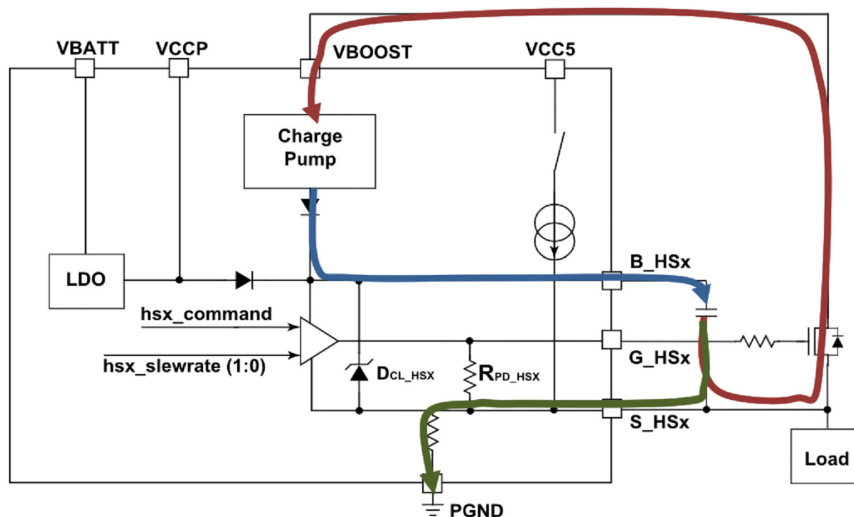 VBATT
VCCP
VBOOST
VCC5
Charge
Pump
B_HSx
LDO
hsx_command
G_HSx
hsx_slewrate (1:0)
DCL_HSX
RPD_HSX
S_HSx
Load
PGND